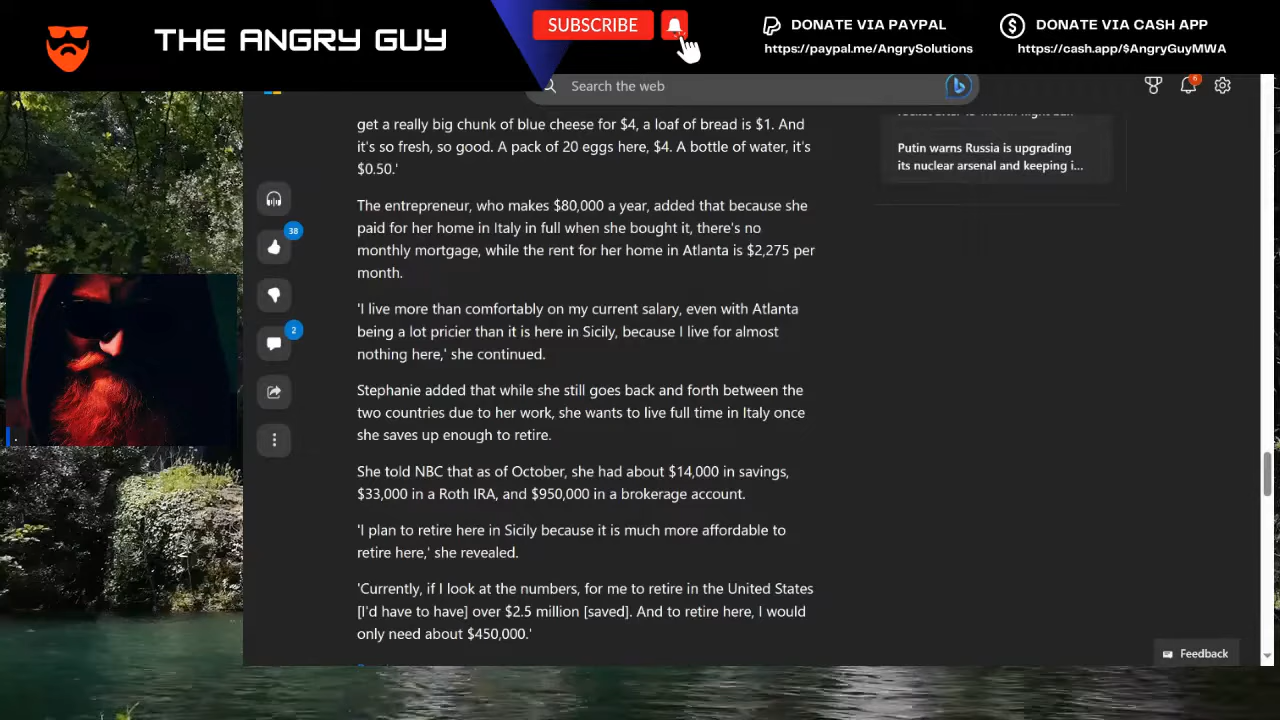 THE ANGRY GUY
SUBSCRIBE
DONATE VIA PAYPAL
https://paypal.me/AngrySolutions
DONATE VIA CASH APP
https://cash.app/$AngryGuyMWA
Search the web
6
get a really big chunk of blue cheese for $4, a loaf of bread is $1. And
it's so fresh, so good. A pack of 20 eggs here, $4. A bottle of water, it's
$0.50.'
The entrepreneur, who makes $80,000 a year, added that because she
paid for her home in Italy in full when she bought it, there's no
monthly mortgage, while the rent for her home in Atlanta is $2,275 per
month.
'I live more than comfortably on my current salary, even with Atlanta
being a lot pricier than it is here in Sicily, because I live for almost
nothing here,' she continued.
Stephanie added that while she still goes back and forth between the
two countries due to her work, she wants to live full time in Italy once
she saves up enough to retire.
She told NBC that as of October, she had about $14,000 in savings,
$33,000 in a Roth IRA, and $950,000 in a brokerage account.
'I plan to retire here in Sicily because it is much more affordable to
retire here,' she revealed.
'Currently, if I look at the numbers, for me to retire in the United States
[I'd have to have] over $2.5 million [saved]. And to retire here, I would
only need about $450,000.'
38
2
Putin warns Russia is upgrading
its nuclear arsenal and keeping i...
Feedback